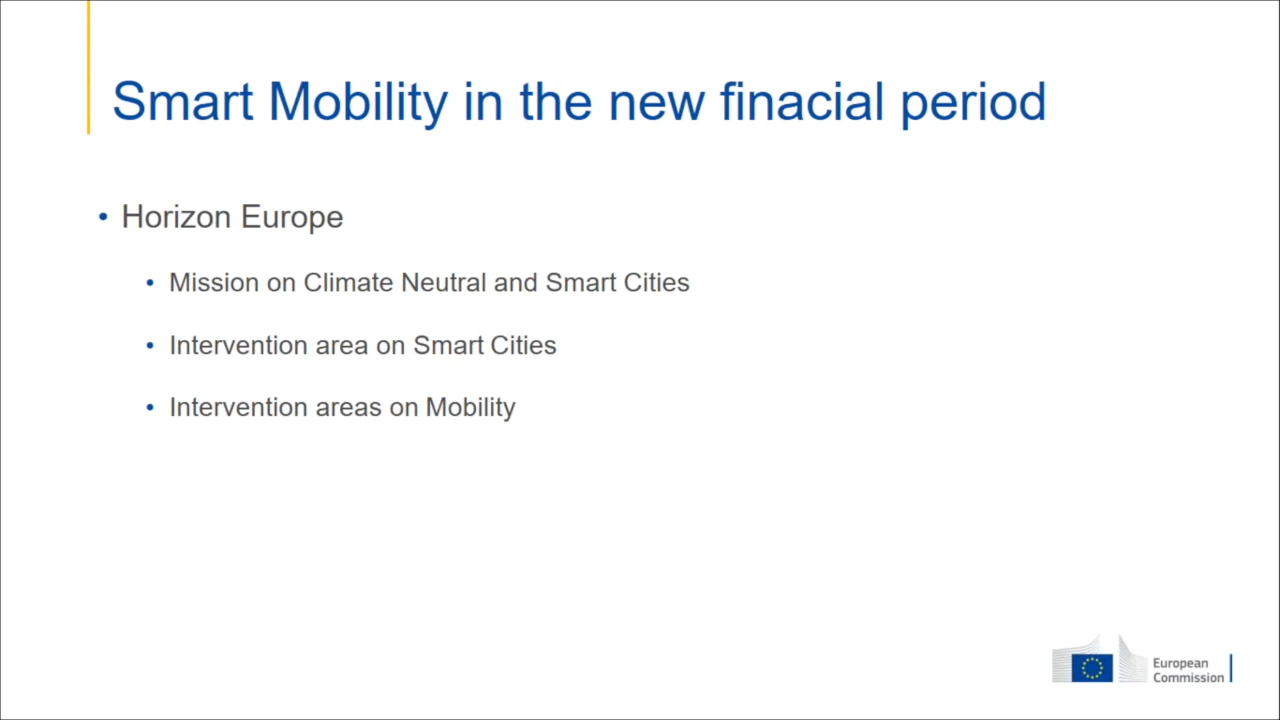 Smart Mobility in the new finacial period
• Horizon Europe
• Mission on Climate Neutral and Smart Cities
• Intervention area on Smart Cities
• Intervention areas on Mobility
European
Commission